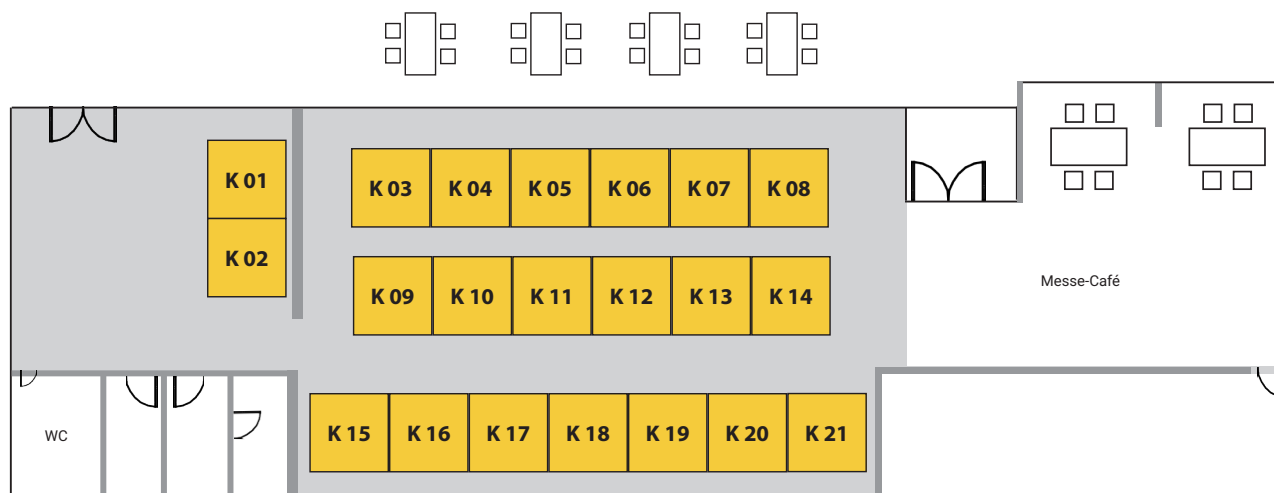 K 01
K 02
K 03
K 04
K 05
K 06
K 07
K 08
K 09
K 10
K 11
K 12
K 13
K 14
Messe-Café
WC
K 15
K 16
K 17
K 18
K 19
K 20
K 21